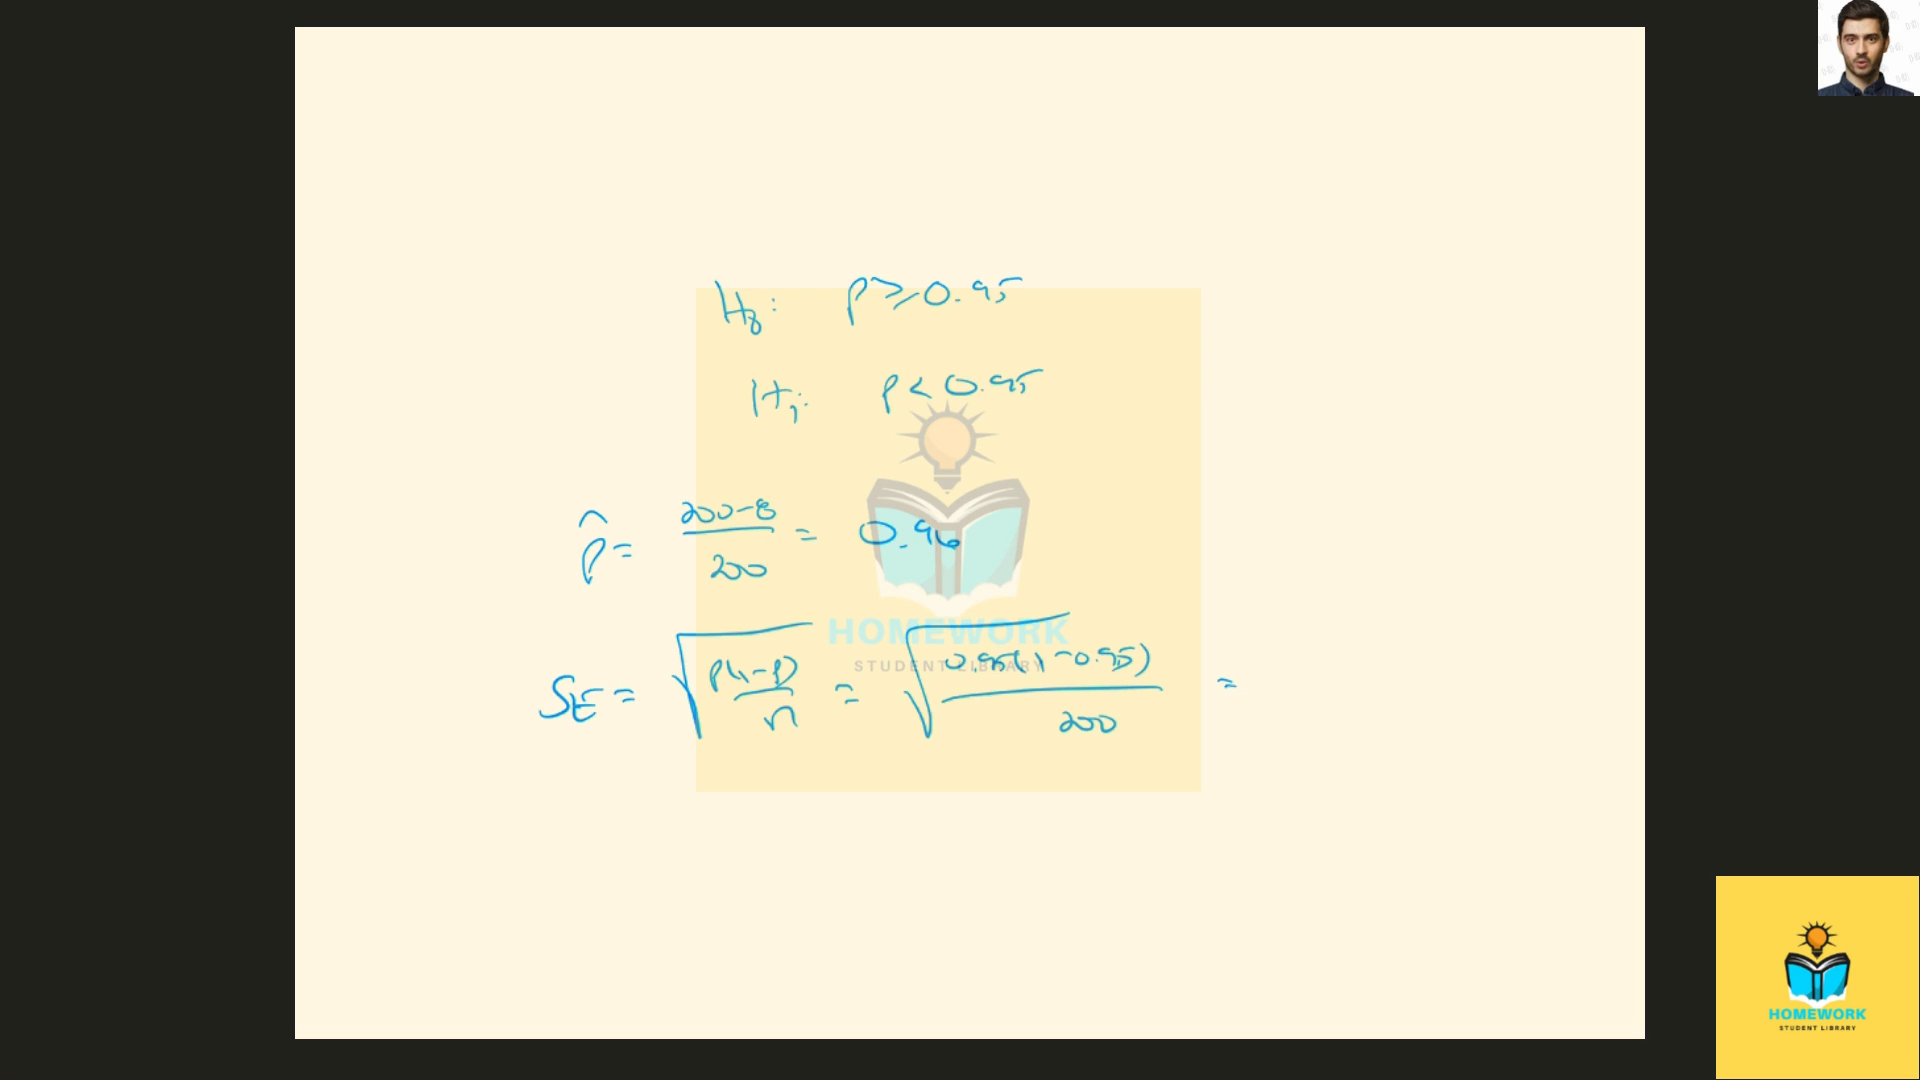 H₀: p ≥ 0.95
H₁: p < 0.95
p̂ = (200-8)/200 = 0.96
SE = √(p(1-p)/n) = √(0.95(1-0.95)/200) =
HOMEWORK
STUDENT LIBRARY
HOMEWORK
STUDENT LIBRARY